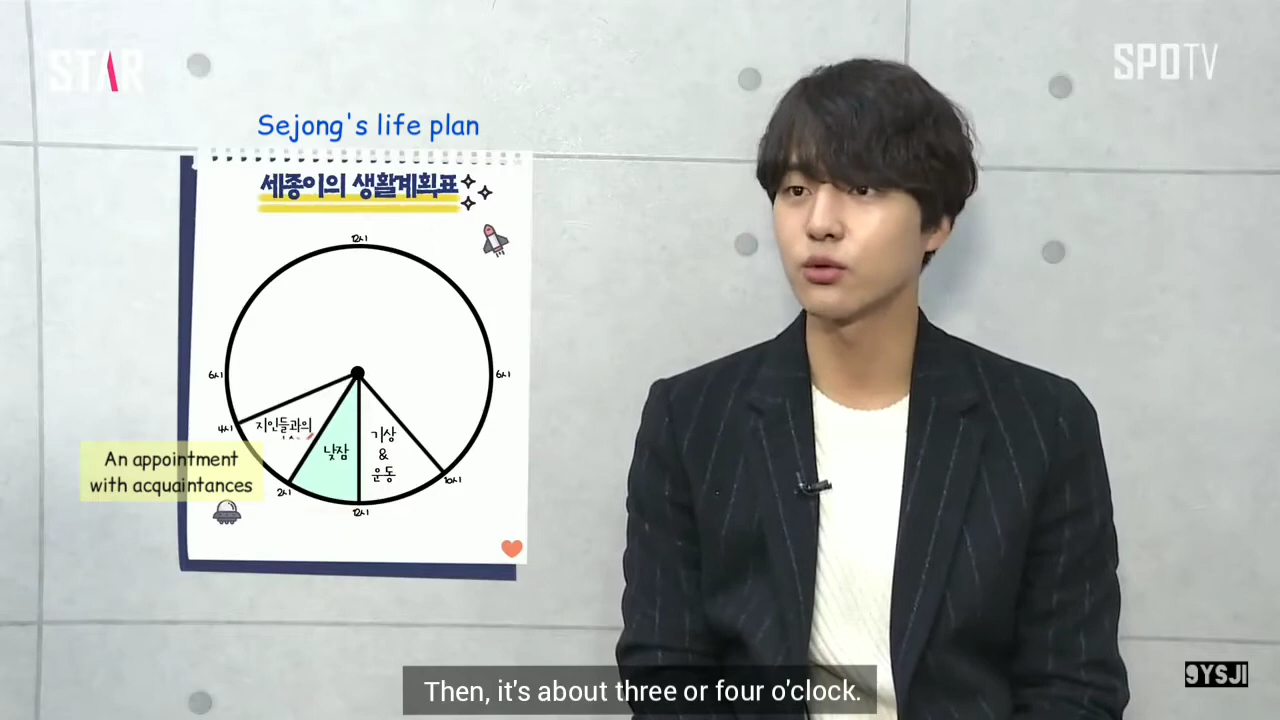 STAR
SPOTV
Sejong's life plan
세종이의 생활계획표
12시
6시
6시
4시
지인들과의
낮잠
기상
&
운동
10시
An appointment
with acquaintances
2시
12시
9YSJI
Then, it's about three or four o'clock.